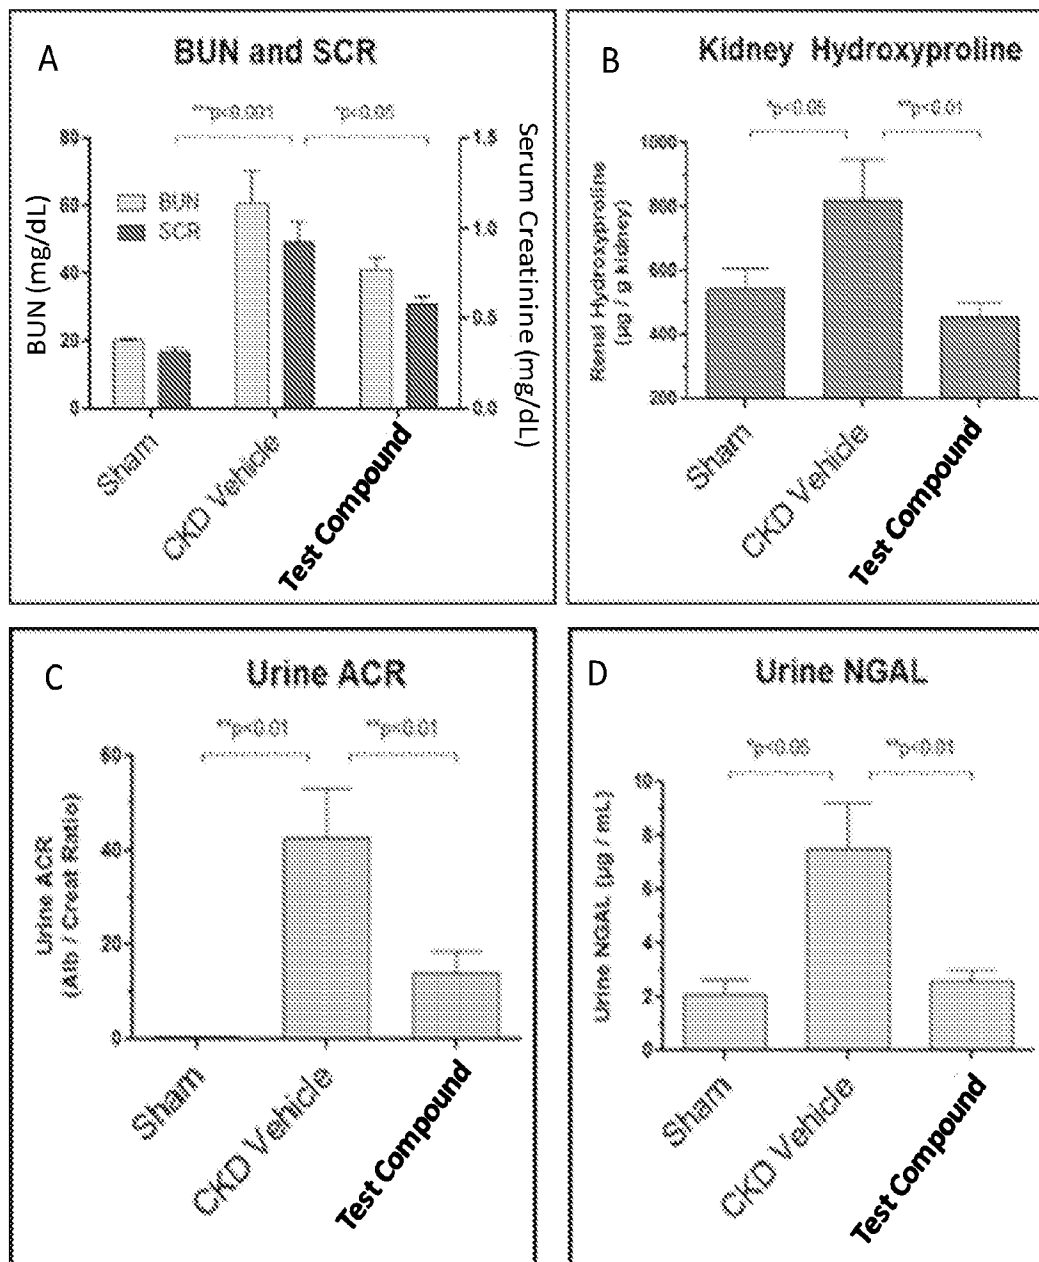 A
BUN and SCR
***p<0.001
*p<0.05
80
60
40
20
0
BUN (mg/dL)
BUN
SCR
1.5
1.0
0.5
0.0
Serum Creatinine (mg/dL)
Sham
CKD Vehicle
Test Compound
B
Kidney Hydroxyproline
*p<0.05
**p<0.01
1000
800
600
400
200
Renal Hydroxyproline
(µg / g kidney)
Sham
CKD Vehicle
Test Compound
C
Urine ACR
**p<0.01
**p<0.01
60
40
20
0
Urine ACR
(Alb / Creat Ratio)
Sham
CKD Vehicle
Test Compound
D
Urine NGAL
*p<0.05
**p<0.01
10
8
6
4
2
0
Urine NGAL (µg / mL)
Sham
CKD Vehicle
Test Compound